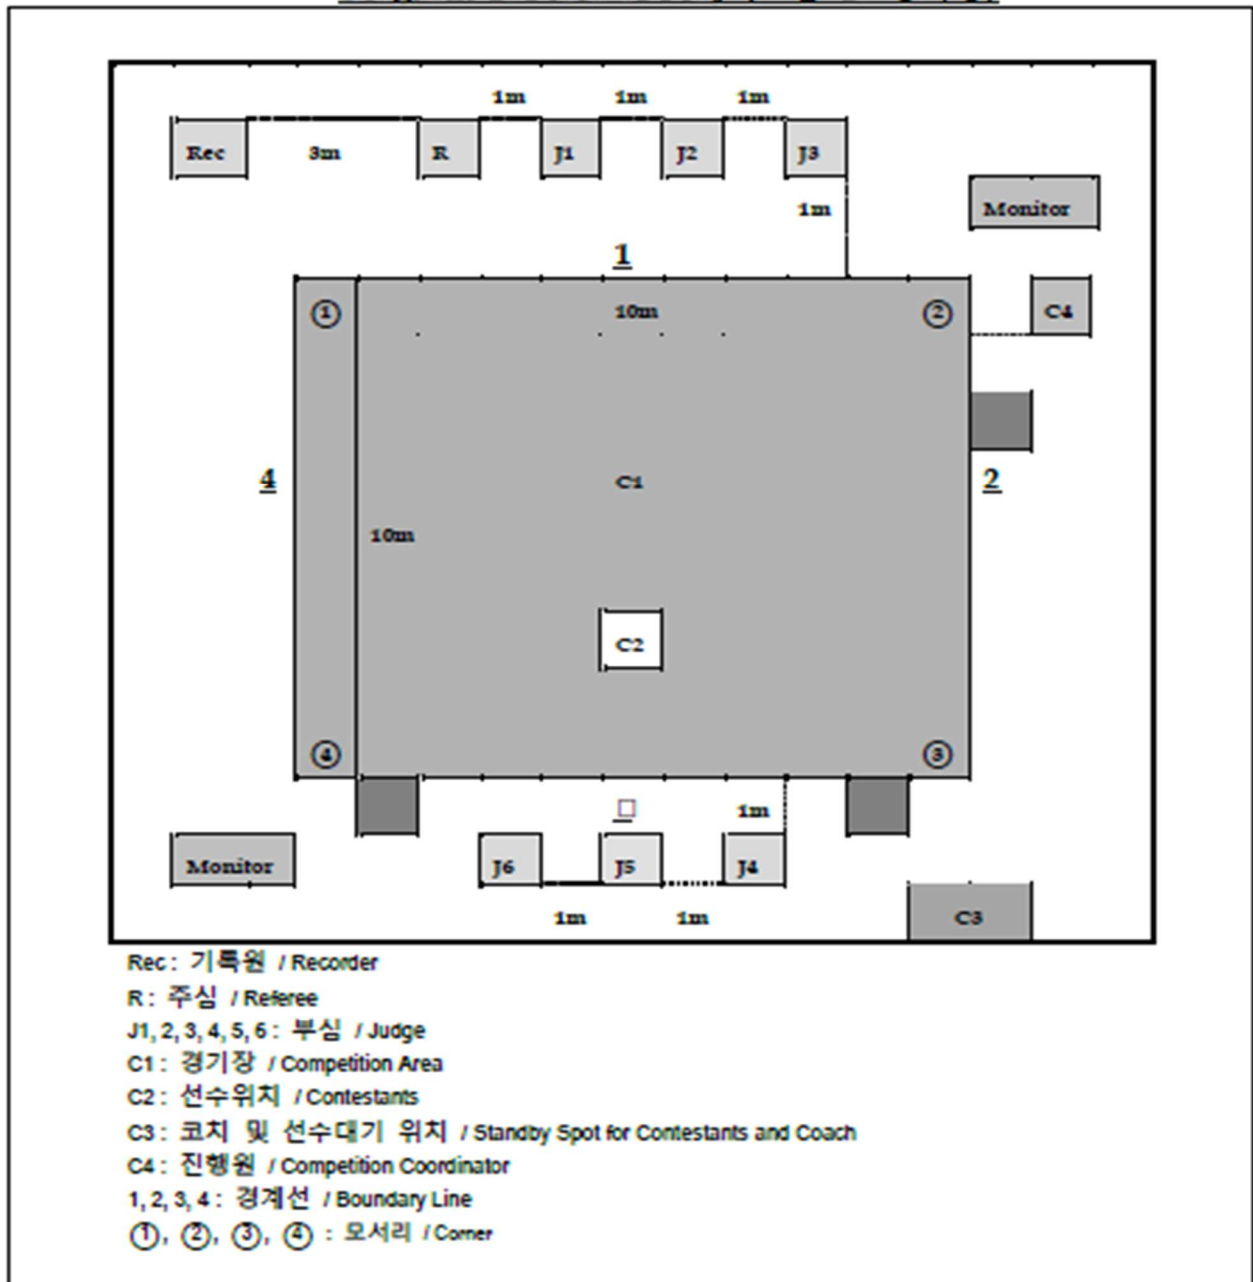 1m 1m 1m
Rec 3m R J1 J2 J3
1m Monitor
1
① 10m ② C4
4 C1 2
10m
C2
④ ③
□ 1m
Monitor J6 J5 J4
1m 1m C3
Rec : 기록원 / Recorder
R : 주심 / Referee
J1, 2, 3, 4, 5, 6 : 부심 / Judge
C1 : 경기장 / Competition Area
C2 : 선수위치 / Contestants
C3 : 코치 및 선수대기 위치 / Standby Spot for Contestants and Coach
C4 : 진행원 / Competition Coordinator
1, 2, 3, 4 : 경계선 / Boundary Line
①, ②, ③, ④ : 모서리 / Corner